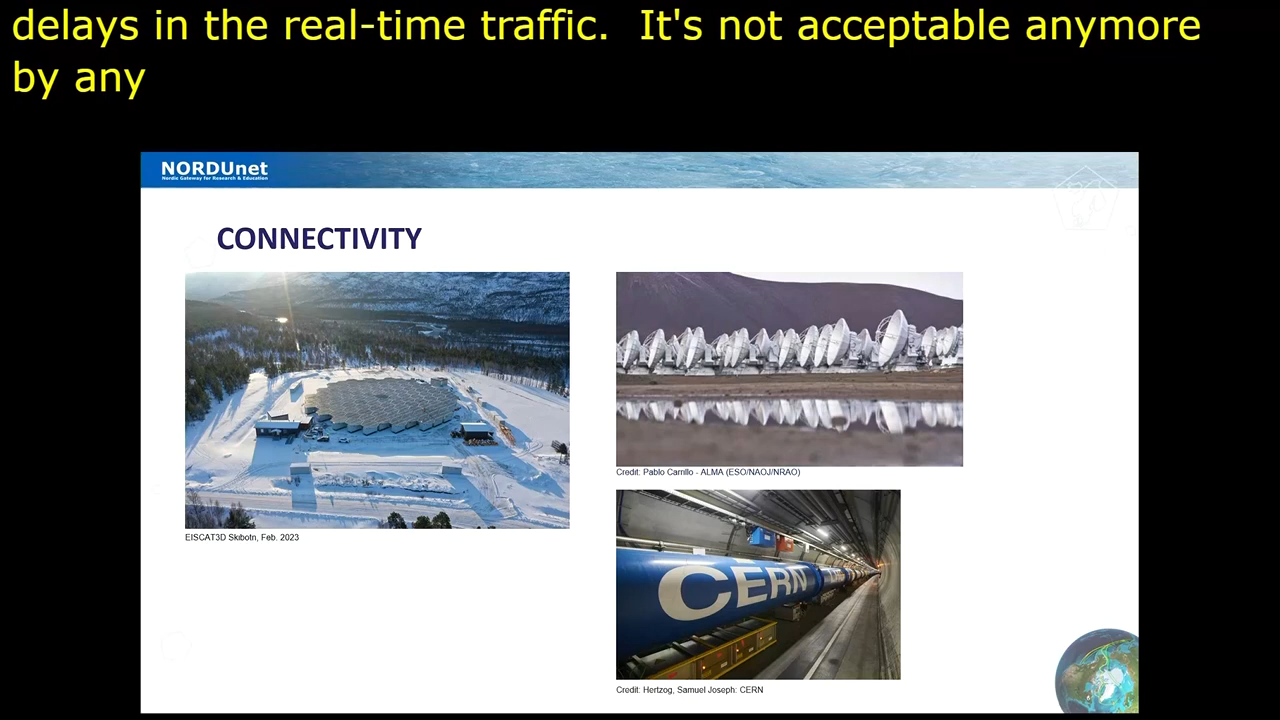 delays in the real-time traffic.  It's not acceptable anymore
by any
NORDUnet
Nordic Gateway for Research & Education
CONNECTIVITY
Credit: Pablo Carrillo - ALMA (ESO/NAOJ/NRAO)
EISCAT3D Skibotn, Feb. 2023
CERN
Credit: Hertzog, Samuel Joseph: CERN